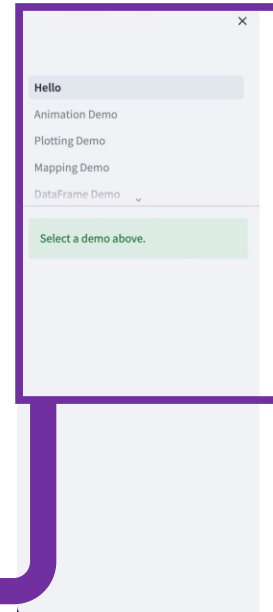 Hello
Animation Demo
Plotting Demo
Mapping Demo
DataFrame Demo
Select a demo above.